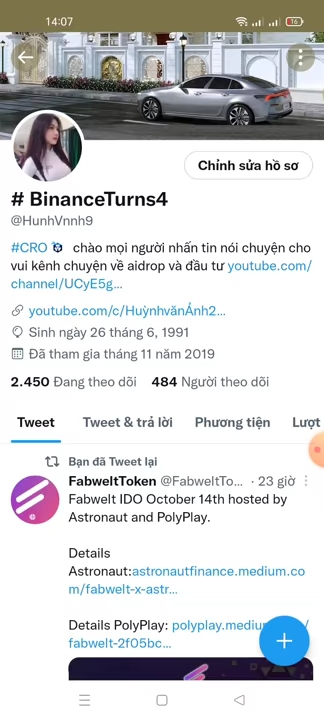 14:07
16
Chỉnh sửa hồ sơ
# BinanceTurns4
@HunhVnnh9
#CRO chào mọi người nhấn tin nói chuyện cho
vui kênh chuyện về aidrop và đầu tư youtube.com/
channel/UCyE5g...
youtube.com/c/HuỳnhvănẢnh2...
Sinh ngày 26 tháng 6, 1991
Đã tham gia tháng 11 năm 2019
2.450 Đang theo dõi 484 Người theo dõi
Tweet Tweet & trả lời Phương tiện Lượt
Bạn đã Tweet lại
FabweltToken @FabweltTo... · 23 giờ
Fabwelt IDO October 14th hosted by
Astronaut and PolyPlay.
Details
Astronaut:astronautfinance.medium.co
m/fabwelt-x-astr...
Details PolyPlay: polyplay.medium. /
fabwelt-2f05bc...